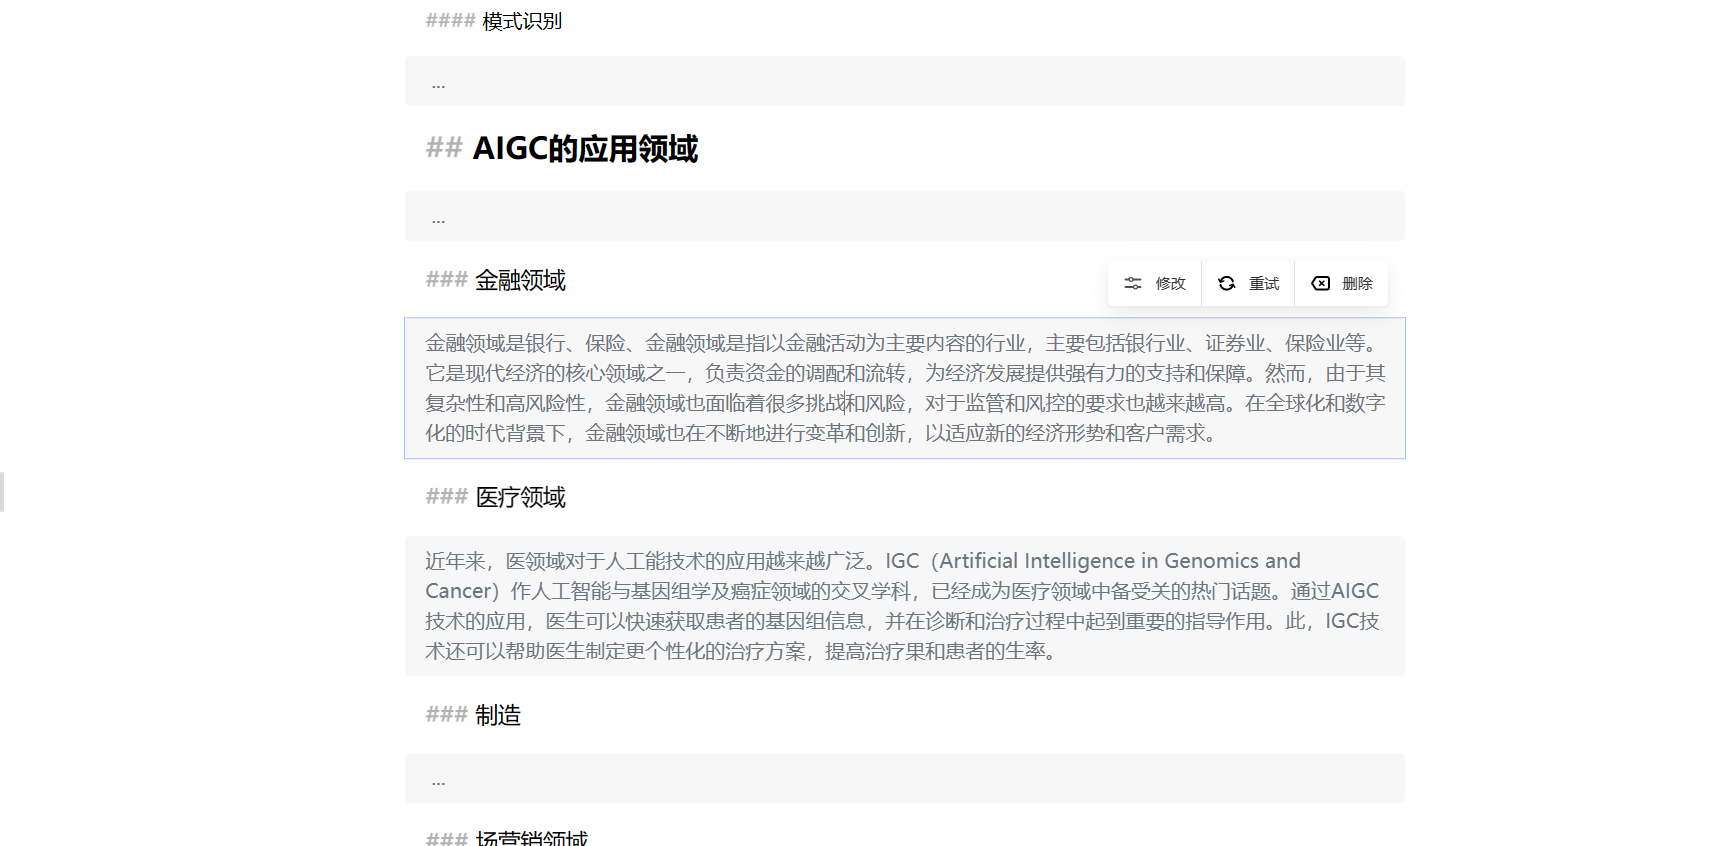 #### 模式识别
...
## AIGC的应用领域
...
### 金融领域
修改 重试 删除
金融领域是银行、保险、金融领域是指以金融活动为主要内容的行业，主要包括银行业、证券业、保险业等。
它是现代经济的核心领域之一，负责资金的调配和流转，为经济发展提供强有力的支持和保障。然而，由于其
复杂性和高风险性，金融领域也面临着很多挑战和风险，对于监管和风控的要求也越来越高。在全球化和数字
化的时代背景下，金融领域也在不断地进行变革和创新，以适应新的经济形势和客户需求。
### 医疗领域
近年来，医领域对于人工能技术的应用越来越广泛。IGC（Artificial Intelligence in Genomics and
Cancer）作人工智能与基因组学及癌症领域的交叉学科，已经成为医疗领域中备受关的热门话题。通过AIGC
技术的应用，医生可以快速获取患者的基因组信息，并在诊断和治疗过程中起到重要的指导作用。此，IGC技
术还可以帮助医生制定更个性化的治疗方案，提高治疗果和患者的生率。
### 制造
...
### 场营销领域